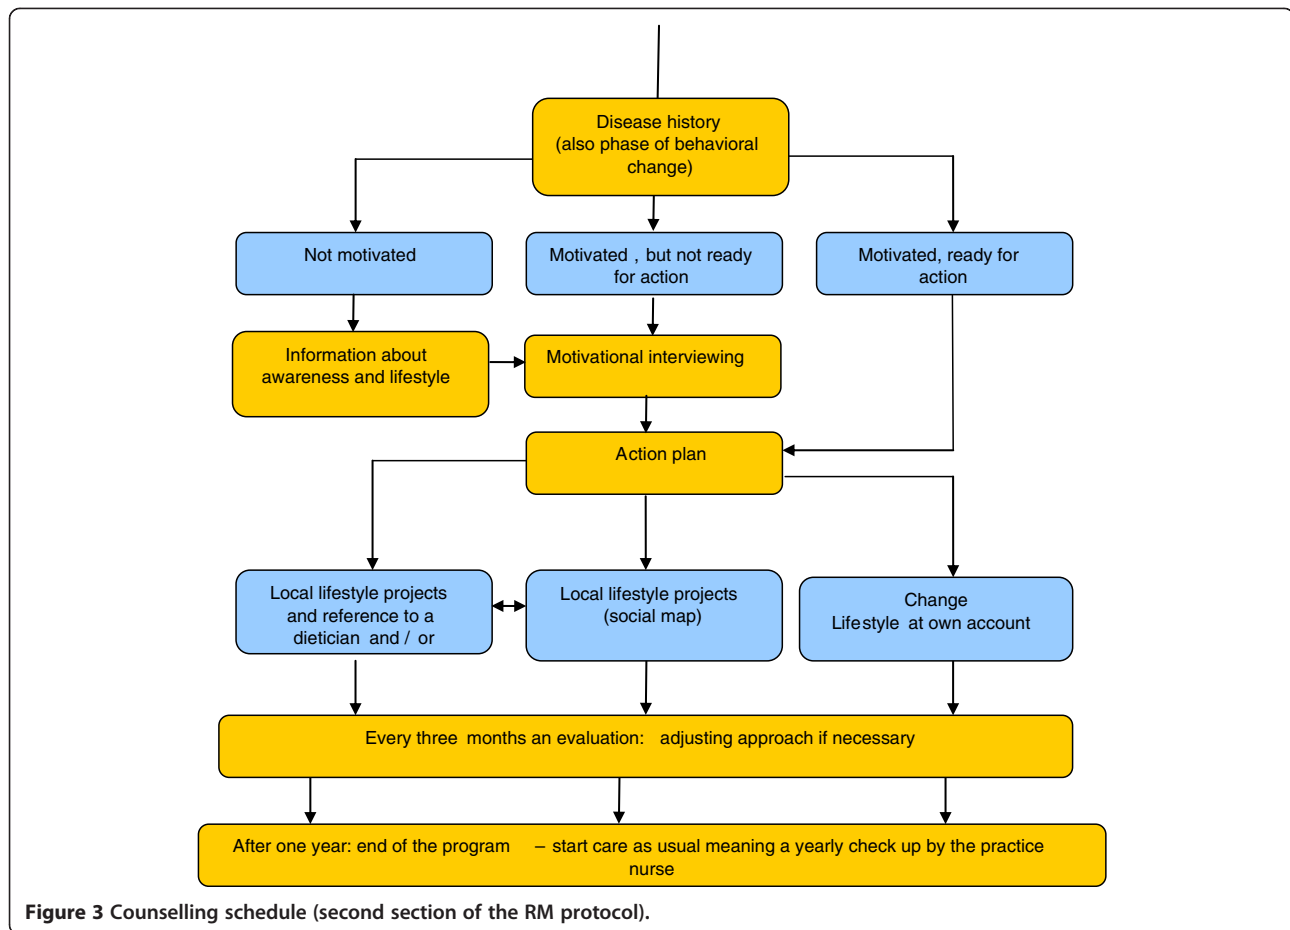 Disease history
(also phase of behavioral
change)
Not motivated
Motivated , but not ready
for action
Motivated, ready for
action
Information about
awareness and lifestyle
Motivational interviewing
Action plan
Local lifestyle projects
and reference to a
dietician and / or
Local lifestyle projects
(social map)
Change
Lifestyle at own account
Every three months an evaluation: adjusting approach if necessary
After one year: end of the program – start care as usual meaning a yearly check up by the practice
nurse
Figure 3 Counselling schedule (second section of the RM protocol).